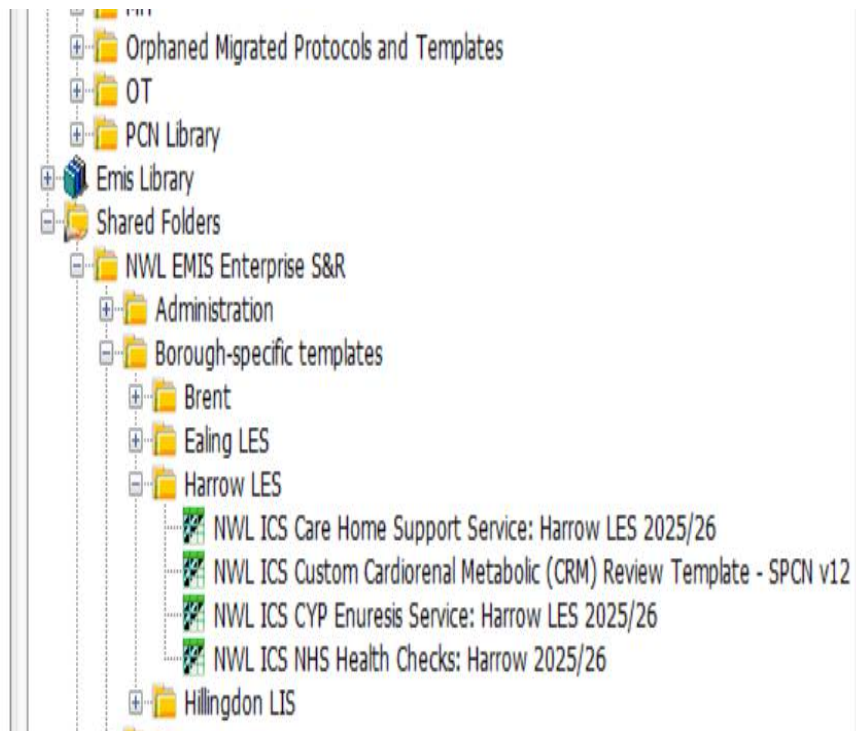 Orphaned Migrated Protocols and Templates
OT
PCN Library
Emis Library
Shared Folders
NWL EMIS Enterprise S&R
Administration
Borough-specific templates
Brent
Ealing LES
Harrow LES
NWL ICS Care Home Support Service: Harrow LES 2025/26
NWL ICS Custom Cardiorenal Metabolic (CRM) Review Template - SPCN v12
NWL ICS CYP Enuresis Service: Harrow LES 2025/26
NWL ICS NHS Health Checks: Harrow 2025/26
Hillingdon LIS